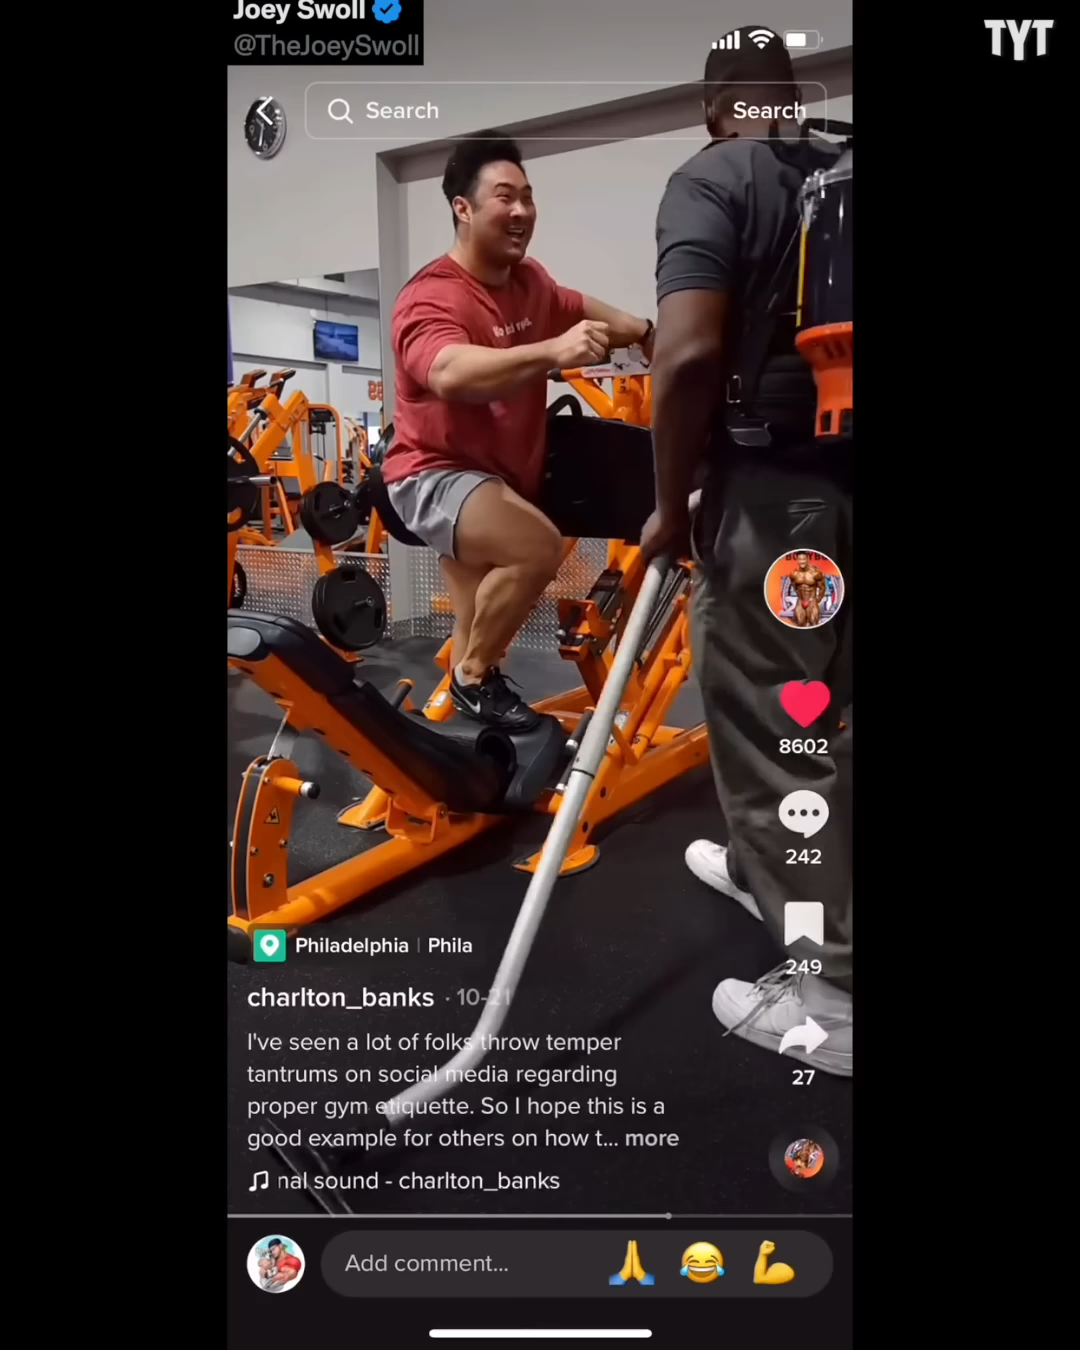 Joey Swoll
@TheJoeySwoll
TYT
Search
Search
8602
242
249
27
Philadelphia | Phila
charlton_banks · 10-21
I've seen a lot of folks throw temper
tantrums on social media regarding
proper gym etiquette. So I hope this is a
good example for others on how t... more
nal sound - charlton_banks
Add comment...